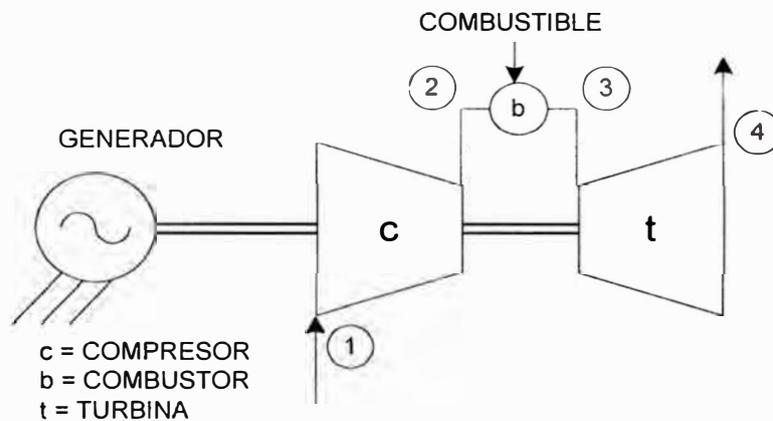 COMBUSTIBLE
2
b
3
4
GENERADOR
c
t
1
c = COMPRESOR
b = COMBUSTOR
t = TURBINA